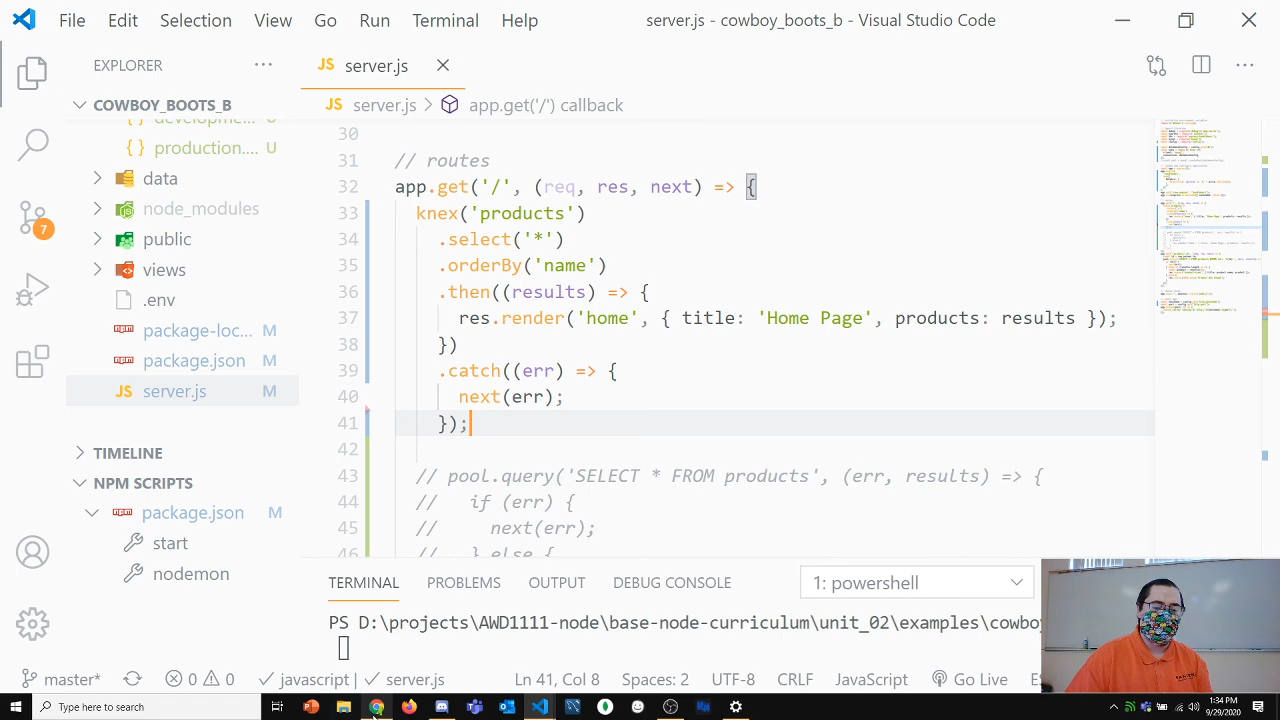 File Edit Selection View Go Run Terminal Help server.js - cowboy_boots_b - Visual Studio Code
EXPLORER
COWBOY_BOOTS_B
developme... U
{} production.... U
data
node_modules
public
views
.env
package-loc... M
package.json M
JS server.js M
TIMELINE
NPM SCRIPTS
package.json M
start
nodemon
JS server.js
JS server.js > app.get('/') callback
30
31 // routes
32 app.get('/', (req, res, next) => {
33 knex('products')
34 .select('*')
35 .orderBy('name')
36 .then((results) => {
37 res.render('home', { title: 'Home Page', products: results });
38 })
39 .catch((err) => {
40 next(err);
41 });
42
43 // pool.query('SELECT * FROM products', (err, results) => {
44 // if (err) {
45 // next(err);
46 // } else {
TERMINAL PROBLEMS OUTPUT DEBUG CONSOLE 1: powershell
PS D:\projects\AWD1111-node\base-node-curriculum\unit_02\examples\cowbo
master* 0 0 javascript | server.js Ln 41, Col 8 Spaces: 2 UTF-8 CRLF JavaScript Go Live
7
Type here to search
1:34 PM
9/29/2020